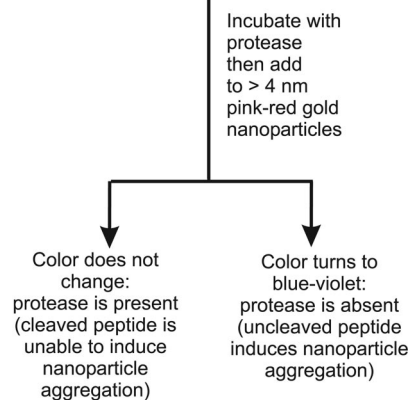 Incubate with
protease
then add
to > 4 nm
pink-red gold
nanoparticles
Color does not
change:
protease is present
(cleaved peptide is
unable to induce
nanoparticle
aggregation)
Color turns to
blue-violet:
protease is absent
(uncleaved peptide
induces nanoparticle
aggregation)